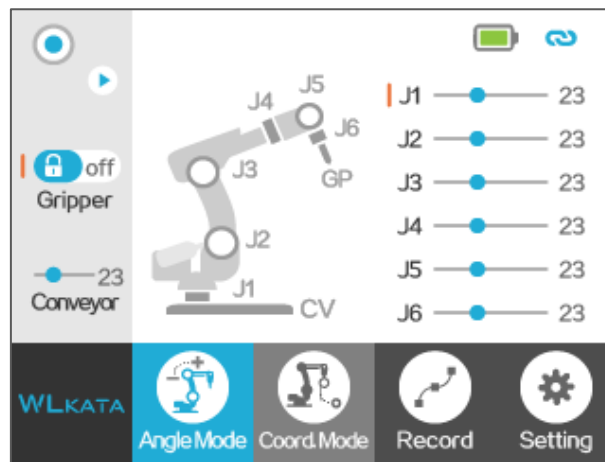 off
Gripper
23
Conveyor
J5
J4
J6
J3
GP
J2
J1
CV
J1 23
J2 23
J3 23
J4 23
J5 23
J6 23
WLKATA
Angle Mode
Coord. Mode
Record
Setting